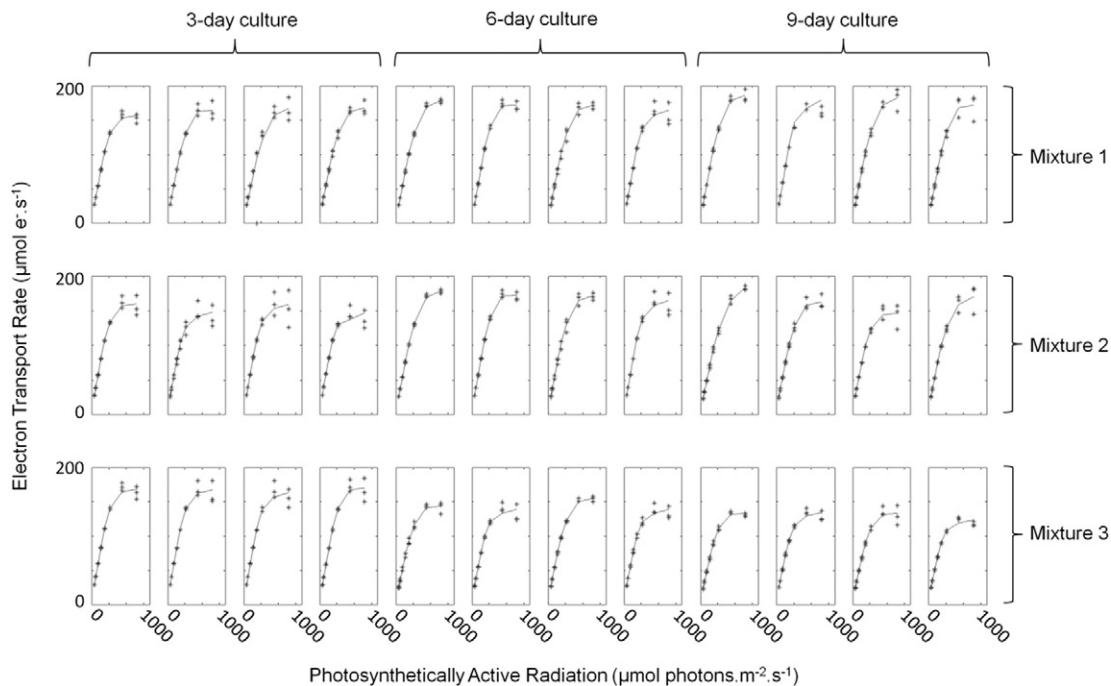 3-day culture 6-day culture 9-day culture
200
0
Mixture 1
200
0
Mixture 2
200
0
Mixture 3
Electron Transport Rate (µmol e⁻.s⁻¹)
0 1000 0 1000 0 1000 0 1000 0 1000 0 1000 0 1000 0 1000 0 1000 0 1000 0 1000 0 1000
Photosynthetically Active Radiation (µmol photons.m⁻².s⁻¹)